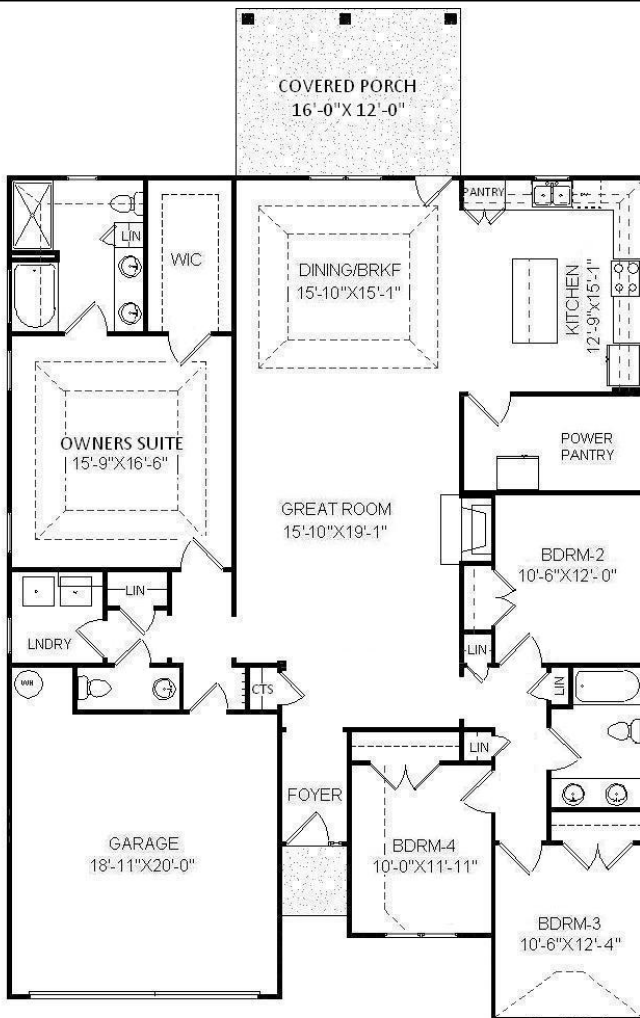 COVERED PORCH
16'-0"X 12'-0"
PANTRY
LIN
WIC
DINING/BRKF
15'-10"X15'-1"
KITCHEN
12'-9"x15'-1"
OWNERS SUITE
15'-9"X16'-6"
POWER
PANTRY
GREAT ROOM
15'-10"X19'-1"
BDRM-2
10'-6"X12'-0"
LIN
LNDRY
LIN
WH
CTS
LIN
LIN
FOYER
GARAGE
18'-11"X20'-0"
BDRM-4
10'-0"X11'-11"
BDRM-3
10'-6"X12'-4"